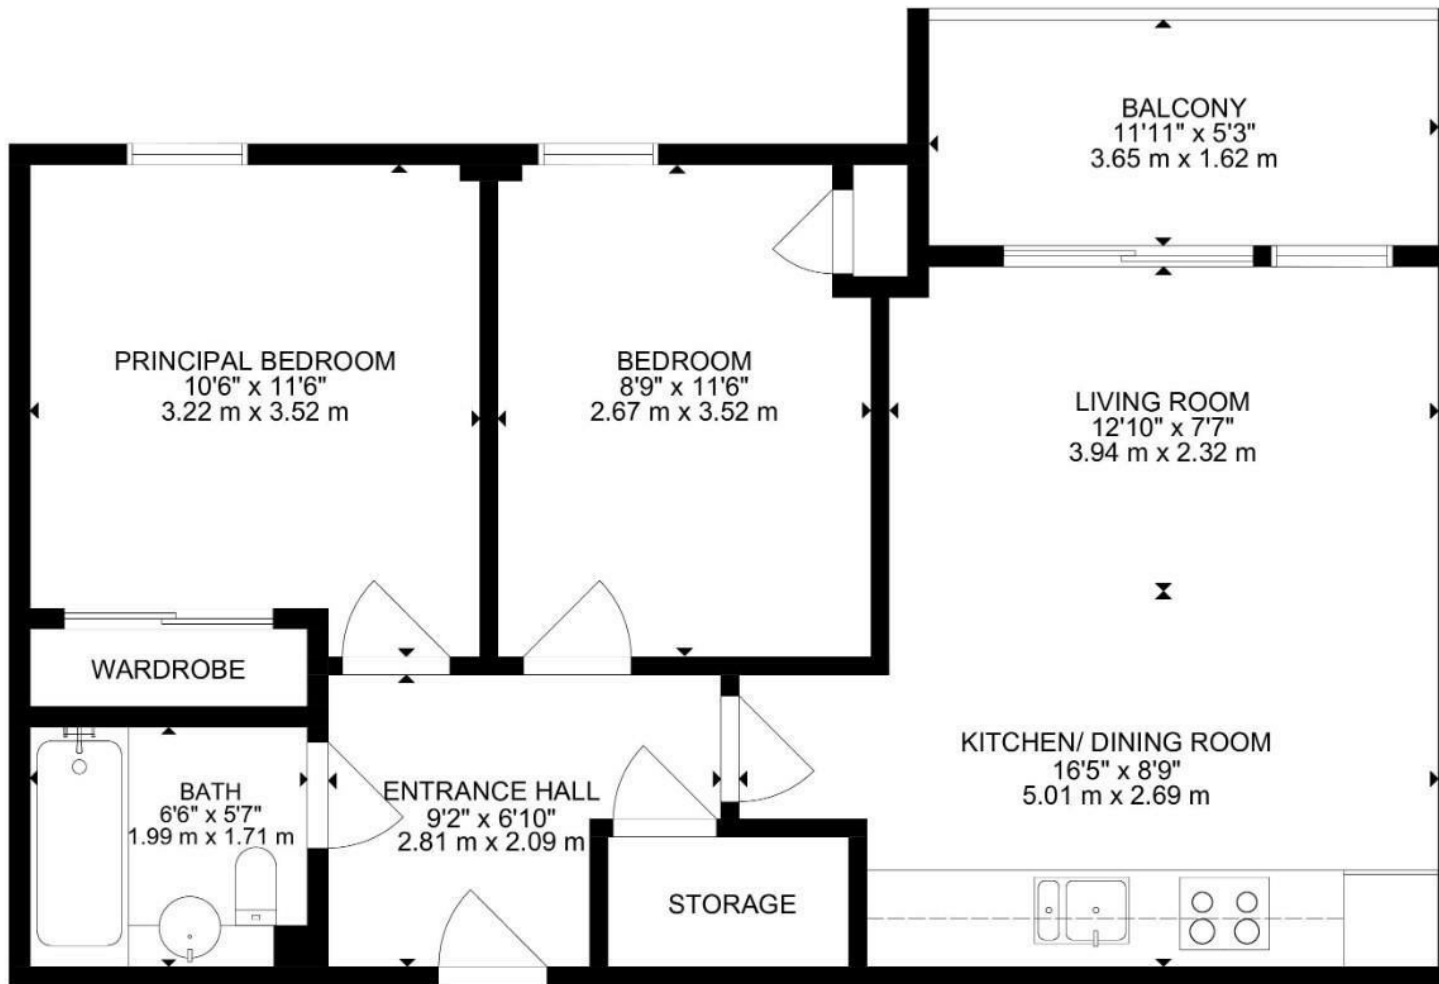 BALCONY
11'11" x 5'3"
3.65 m x 1.62 m
PRINCIPAL BEDROOM
10'6" x 11'6"
3.22 m x 3.52 m
BEDROOM
8'9" x 11'6"
2.67 m x 3.52 m
LIVING ROOM
12'10" x 7'7"
3.94 m x 2.32 m
WARDROBE
KITCHEN/ DINING ROOM
16'5" x 8'9"
5.01 m x 2.69 m
BATH
6'6" x 5'7"
1.99 m x 1.71 m
ENTRANCE HALL
9'2" x 6'10"
2.81 m x 2.09 m
STORAGE